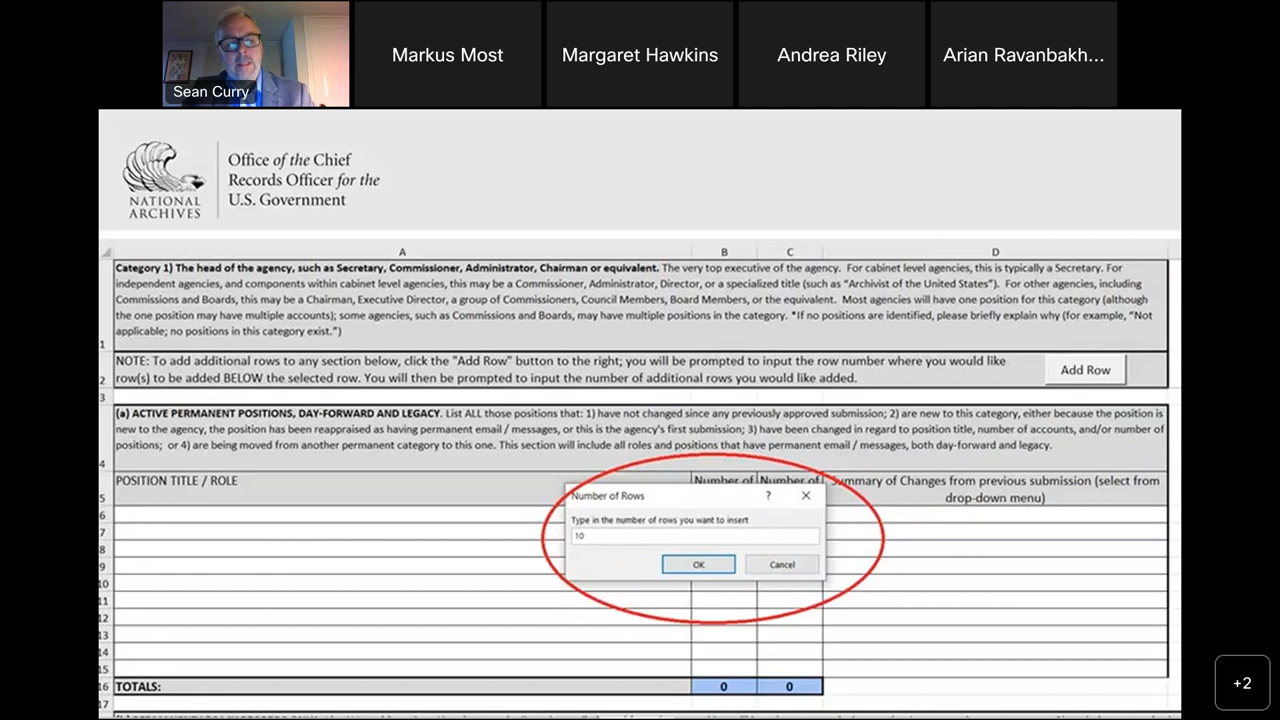 Sean Curry
Markus Most
Margaret Hawkins
Andrea Riley
Arian Ravanbakh...
NATIONAL
ARCHIVES
Office of the Chief
Records Officer for the
U.S. Government
A B C D
Category 1) The head of the agency, such as Secretary, Commissioner, Administrator, Chairman or equivalent. The very top executive of the agency. For cabinet level agencies, this is typically a Secretary. For
independent agencies, and components within cabinet level agencies, this may be a Commissioner, Administrator, Director, or a specialized title (such as "Archivist of the United States"). For other agencies, including
Commissions and Boards, this may be a Chairman, Executive Director, a group of Commissioners, Council Members, Board Members, or the equivalent. Most agencies will have one position for this category (although
the one position may have multiple accounts); some agencies, such as Commissions and Boards, may have multiple positions in the category. *If no positions are identified, please briefly explain why (for example, "Not
applicable; no positions in this category exist.")
1
NOTE: To add additional rows to any section below, click the "Add Row" button to the right; you will be prompted to input the row number where you would like
row(s) to be added BELOW the selected row. You will then be prompted to input the number of additional rows you would like added.
Add Row
2
3
(a) ACTIVE PERMANENT POSITIONS, DAY-FORWARD AND LEGACY. List ALL those positions that: 1) have not changed since any previously approved submission; 2) are new to this category, either because the position is
new to the agency, the position has been reappraised as having permanent email / messages, or this is the agency's first submission; 3) have been changed in regard to position title, number of accounts, and/or number of
positions; or 4) are being moved from another permanent category to this one. This section will include all roles and positions that have permanent email / messages, both day-forward and legacy.
4
POSITION TITLE / ROLE Number of Number of Summary of Changes from previous submission (select from
drop-down menu)
5
Number of Rows ? ×
Type in the number of rows you want to insert
10
OK Cancel
6
7
8
9
10
11
12
13
14
15
16 TOTALS: 0 0
17
+2